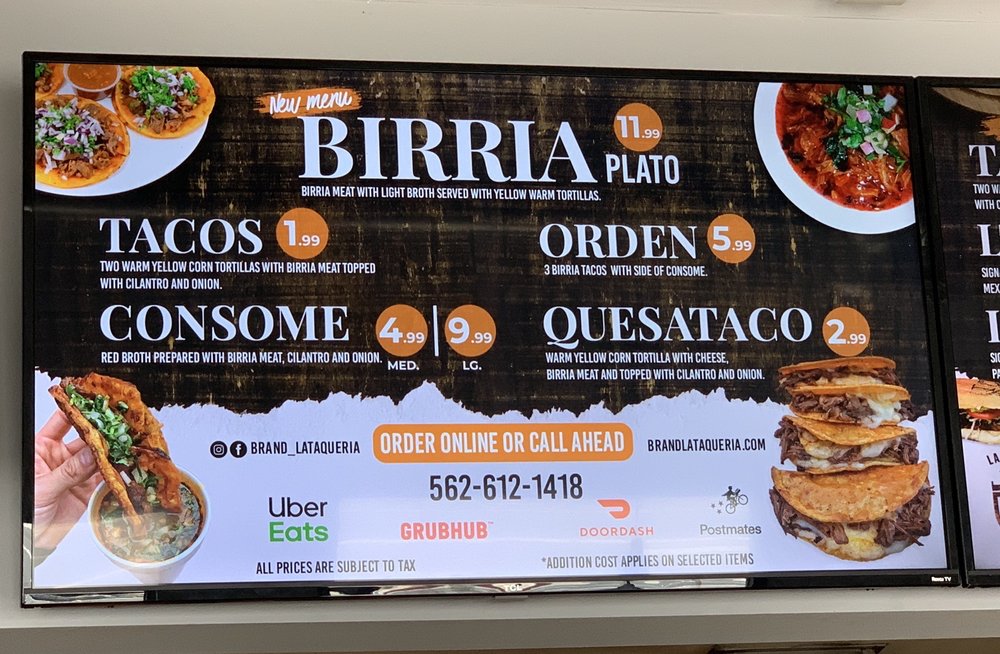 New menu
BIRRIA
11.99
PLATO
BIRRIA MEAT WITH LIGHT BROTH SERVED WITH YELLOW WARM TORTILLAS.
TACOS 1.99
TWO WARM YELLOW CORN TORTILLAS WITH BIRRIA MEAT TOPPED
WITH CILANTRO AND ONION.
ORDEN 5.99
3 BIRRIA TACOS WITH SIDE OF CONSOME.
CONSOME 4.99 | 9.99
MED. LG.
RED BROTH PREPARED WITH BIRRIA MEAT, CILANTRO AND ONION.
QUESATACO 2.99
WARM YELLOW CORN TORTILLA WITH CHEESE,
BIRRIA MEAT AND TOPPED WITH CILANTRO AND ONION.
BRAND_LATAQUERIA
ORDER ONLINE OR CALL AHEAD
BRANDLATAQUERIA.COM
562-612-1418
Uber
Eats
GRUBHUB™
DOORDASH
Postmates
ALL PRICES ARE SUBJECT TO TAX
*ADDITION COST APPLIES ON SELECTED ITEMS
Roku TV